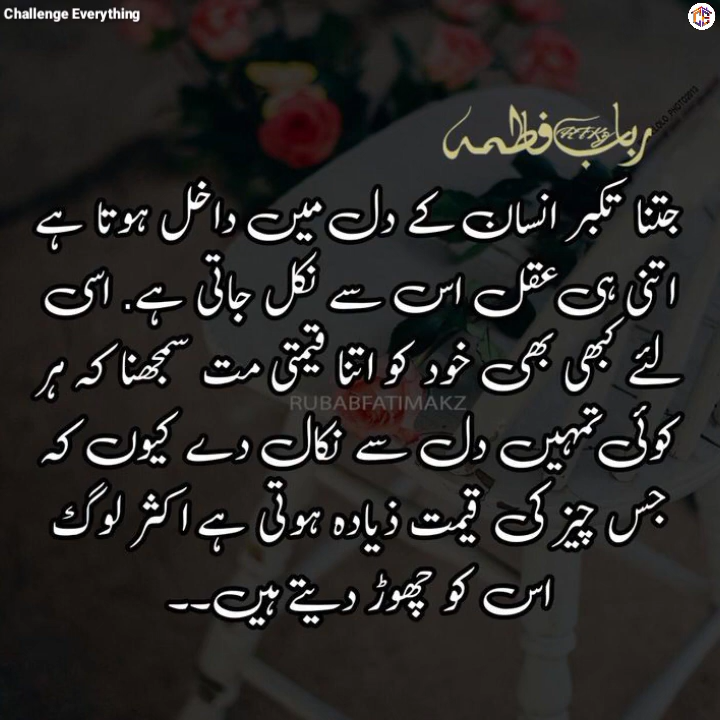 Challenge Everything
رباب فاطمہ
جتنا تکبر انسان کے دل میں داخل ہوتا ہے
اتنی ہی عقل اس سے نکل جاتی ہے. اسی
لئے کبھی بھی خود کو اتنا قیمتی مت سمجھنا کہ ہر
RUBABFATIMAKZ
کوئی تمہیں دل سے نکال دے کیوں کہ
جس چیز کی قیمت ذیادہ ہوتی ہے اکثر لوگ
اس کو چھوڑ دیتے ہیں۔۔